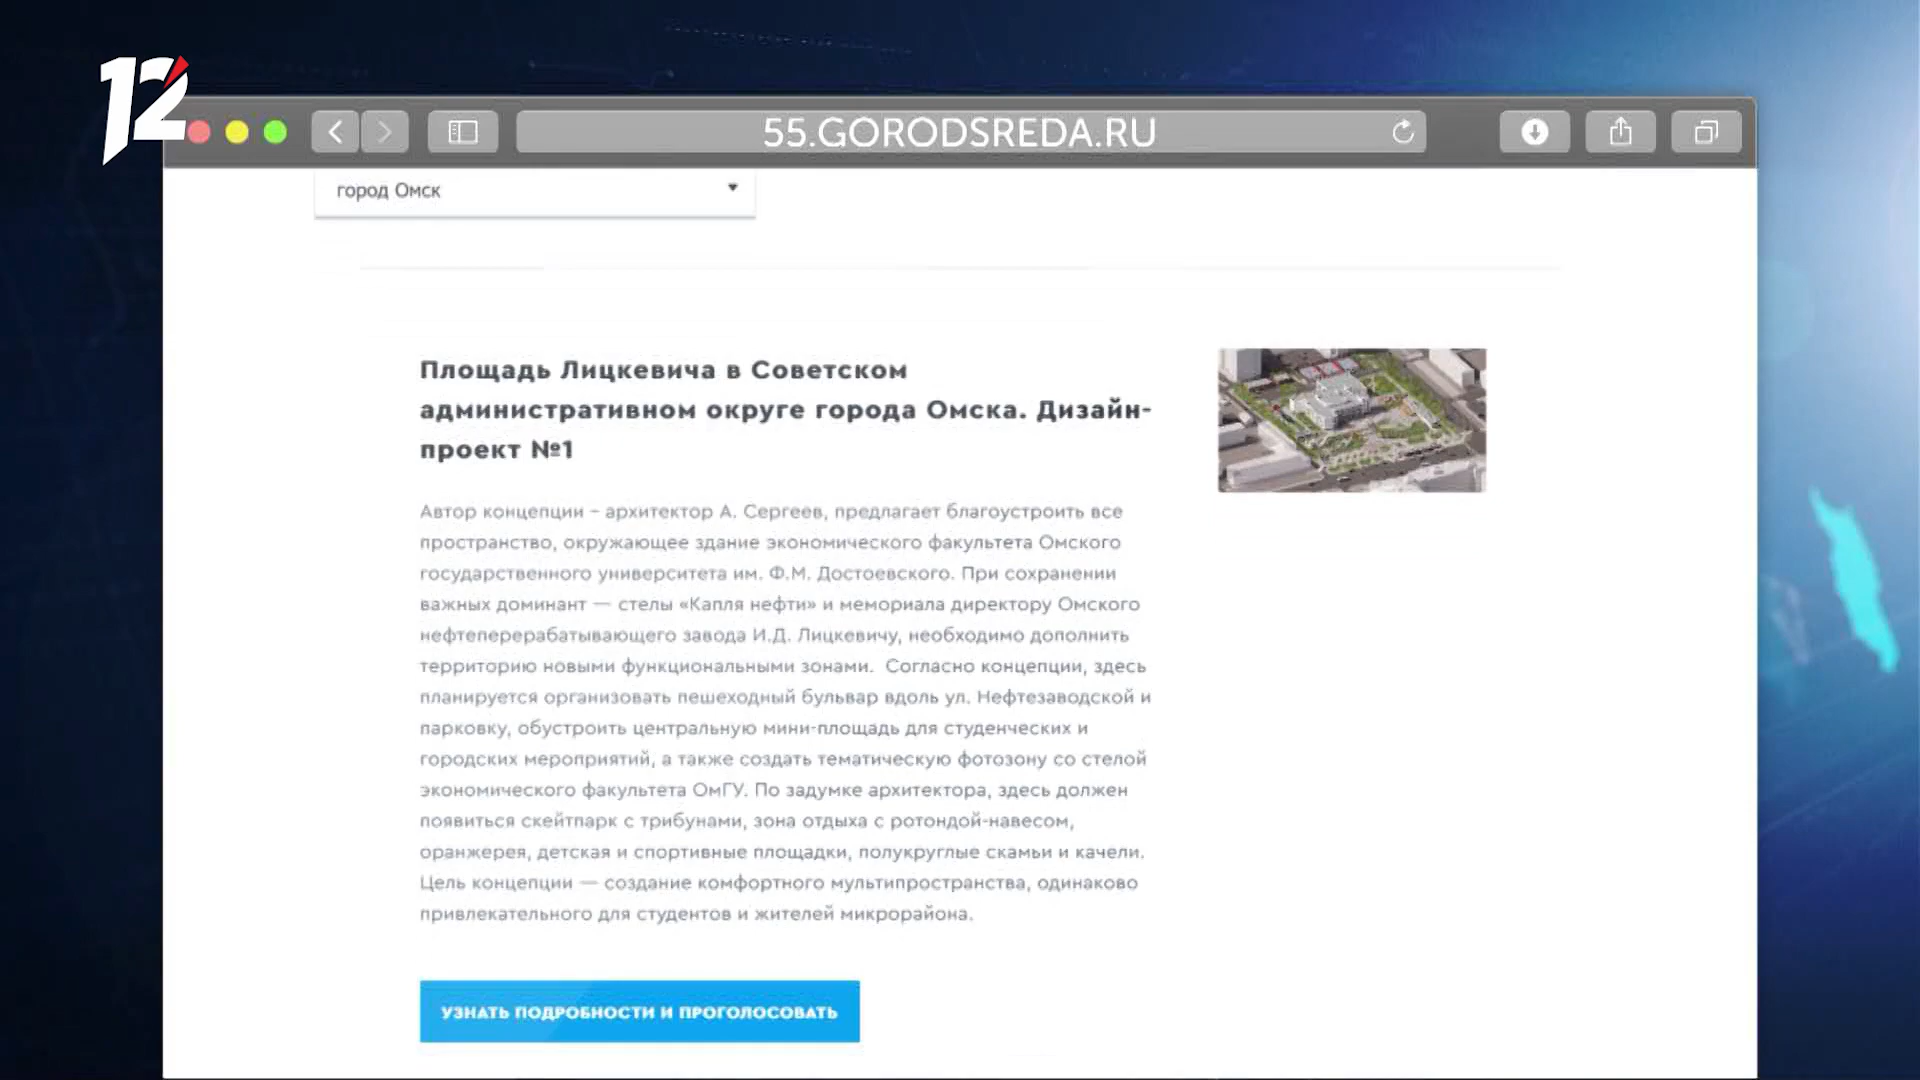 12
55.GORODSREDA.RU
город Омск
Площадь Лицкевича в Советском
административном округе города Омска. Дизайн-
проект №1
Автор концепции – архитектор А. Сергеев, предлагает благоустроить все
пространство, окружающее здание экономического факультета Омского
государственного университета им. Ф.М. Достоевского. При сохранении
важных доминант — стелы «Капля нефти» и мемориала директору Омского
нефтеперерабатывающего завода И.Д. Лицкевичу, необходимо дополнить
территорию новыми функциональными зонами. Согласно концепции, здесь
планируется организовать пешеходный бульвар вдоль ул. Нефтезаводской и
парковку, обустроить центральную мини-площадь для студенческих и
городских мероприятий, а также создать тематическую фотозону со стелой
экономического факультета ОмГУ. По задумке архитектора, здесь должен
появиться скейтпарк с трибунами, зона отдыха с ротондой-навесом,
оранжерея, детская и спортивные площадки, полукруглые скамьи и качели.
Цель концепции — создание комфортного мультипространства, одинаково
привлекательного для студентов и жителей микрорайона.
УЗНАТЬ ПОДРОБНОСТИ И ПРОГОЛОСОВАТЬ